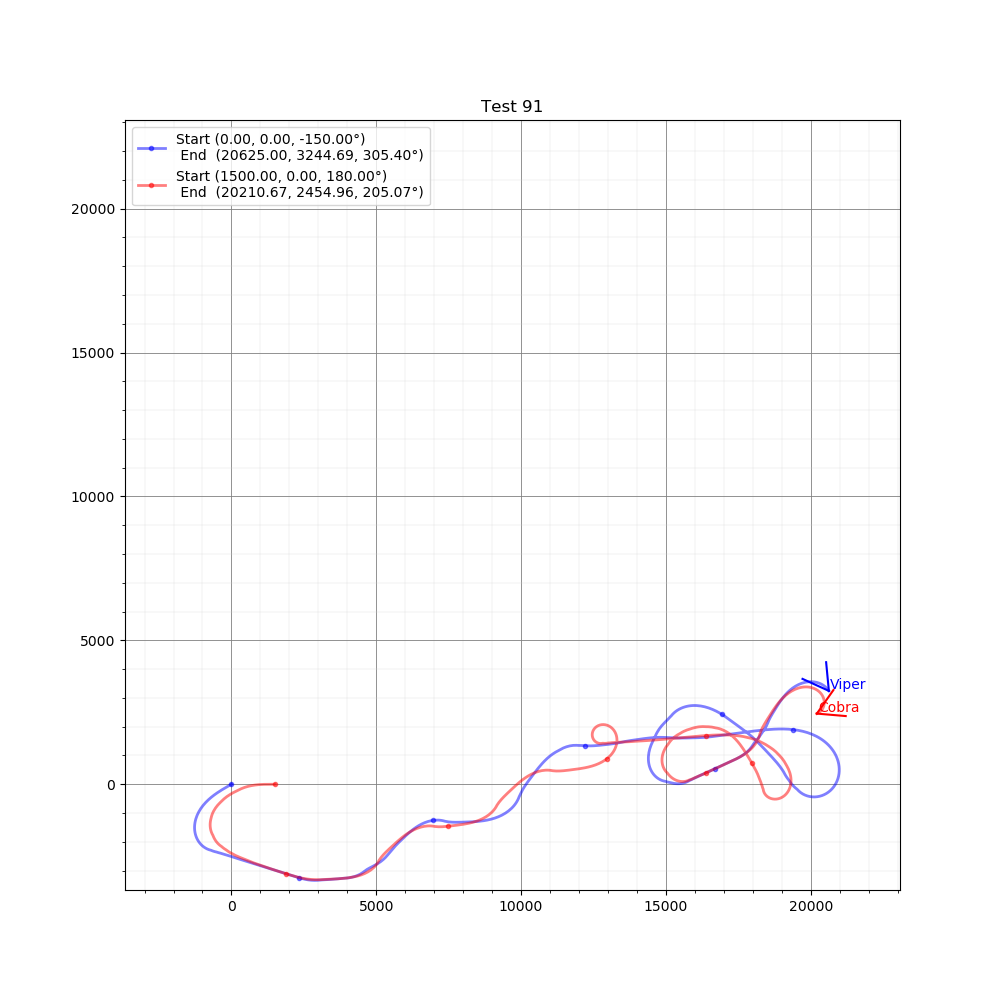 Test 91
Start (0.00, 0.00, -150.00°)
End (20625.00, 3244.69, 305.40°)
Start (1500.00, 0.00, 180.00°)
End (20210.67, 2454.96, 205.07°)
20000
15000
10000
5000
Viper
Cobra
0
0 5000 10000 15000 20000